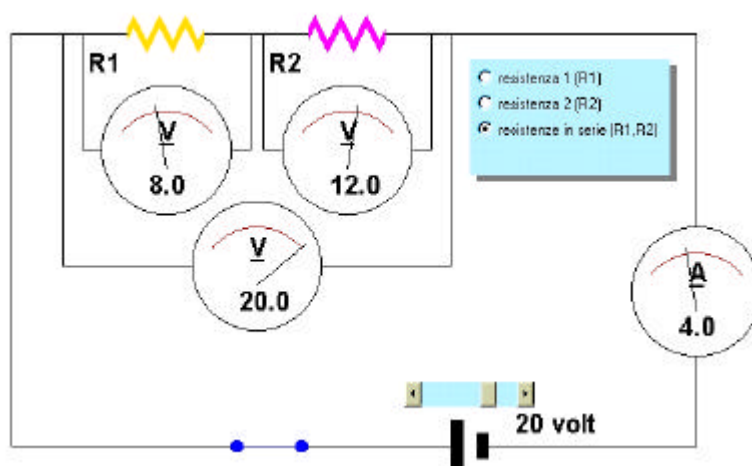 R1
R2
resistenza 1 (R1)
resistenza 2 (R2)
resistenze in serie (R1,R2)
V
8.0
V
12.0
V
20.0
A
4.0
20 volt